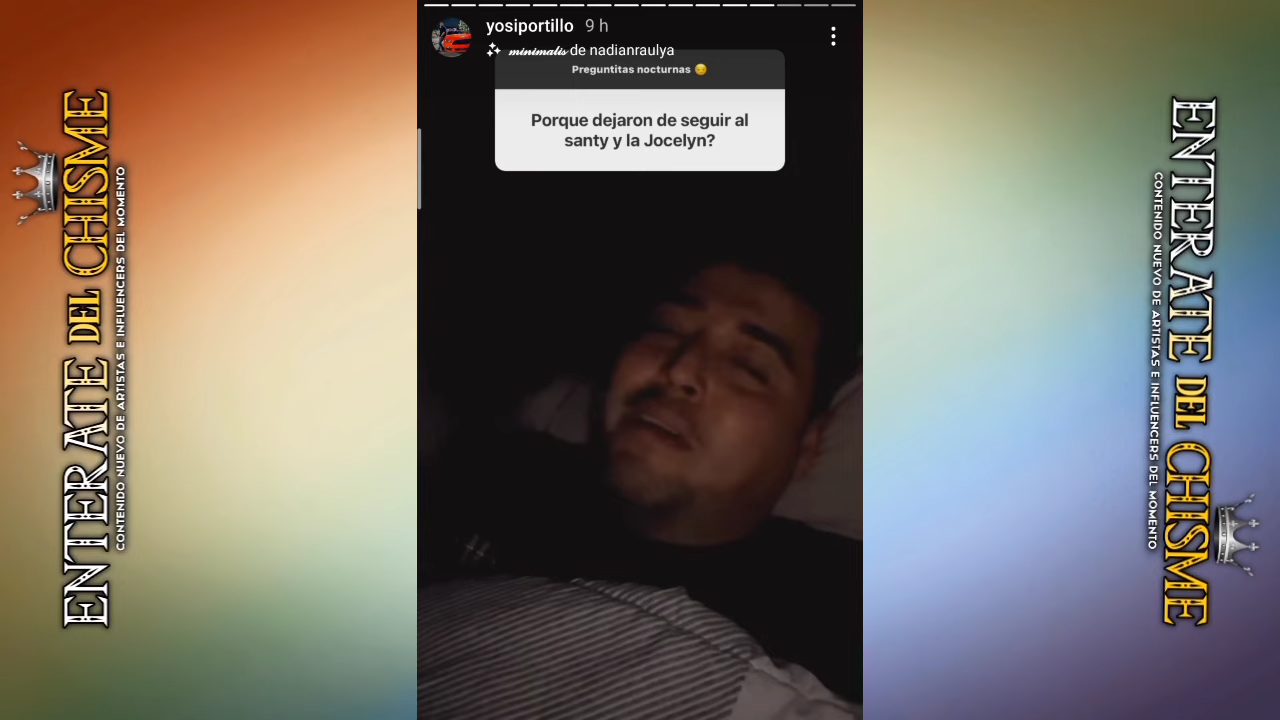 ENTERATE DEL CHISME
CONTENIDO NUEVO DE ARTISTAS E INFLUENCERS DEL MOMENTO
yosiportillo 9 h
minimalis de nadianraulya
Preguntitas nocturnas 😏
Porque dejaron de seguir al
santy y la Jocelyn?
ENTERATE DEL CHISME
CONTENIDO NUEVO DE ARTISTAS E INFLUENCERS DEL MOMENTO